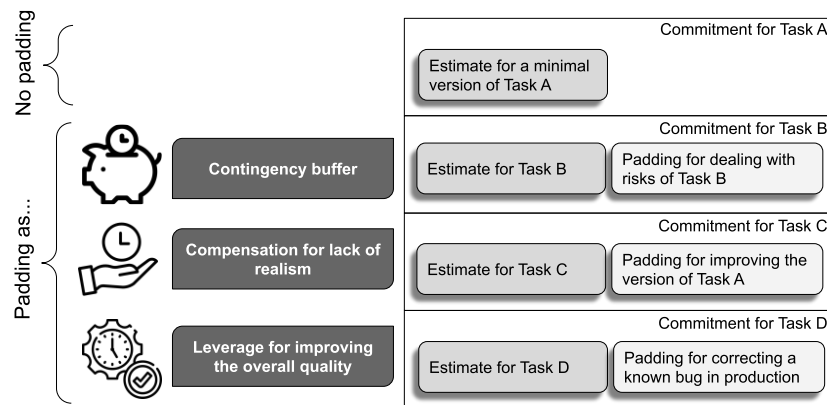 No padding
Commitment for Task A
Estimate for a minimal
version of Task A
Padding as...
Contingency buffer
Commitment for Task B
Estimate for Task B
Padding for dealing with
risks of Task B
Compensation for lack of
realism
Commitment for Task C
Estimate for Task C
Padding for improving the
version of Task A
Leverage for improving
the overall quality
Commitment for Task D
Estimate for Task D
Padding for correcting a
known bug in production